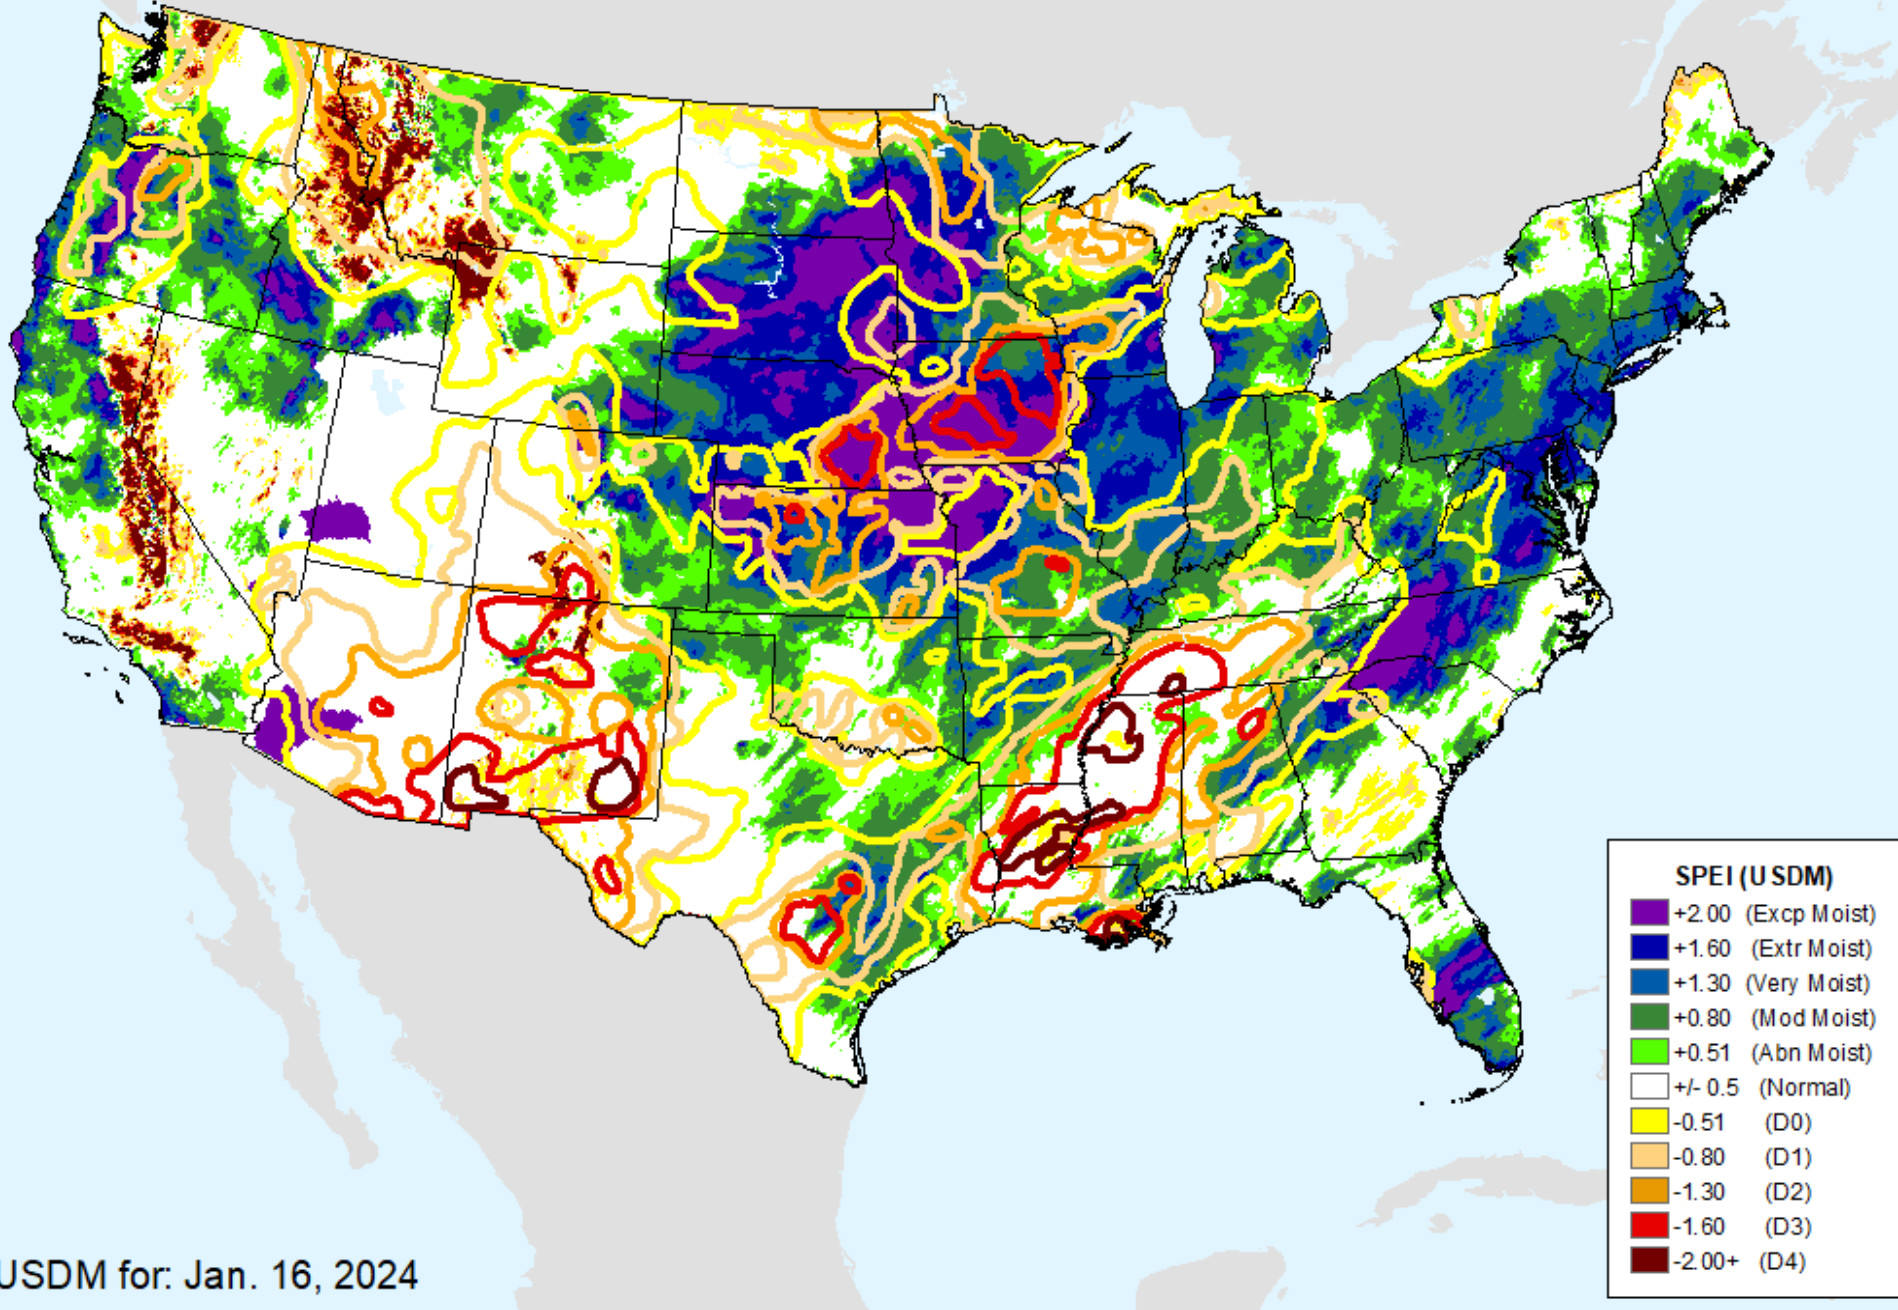 SPEI (USDM)
+2.00 (Excp Moist)
+1.60 (Extr Moist)
+1.30 (Very Moist)
+0.80 (Mod Moist)
+0.51 (Abn Moist)
+/- 0.5 (Normal)
-0.51 (D0)
-0.80 (D1)
-1.30 (D2)
-1.60 (D3)
-2.00+ (D4)
USDM for: Jan. 16, 2024